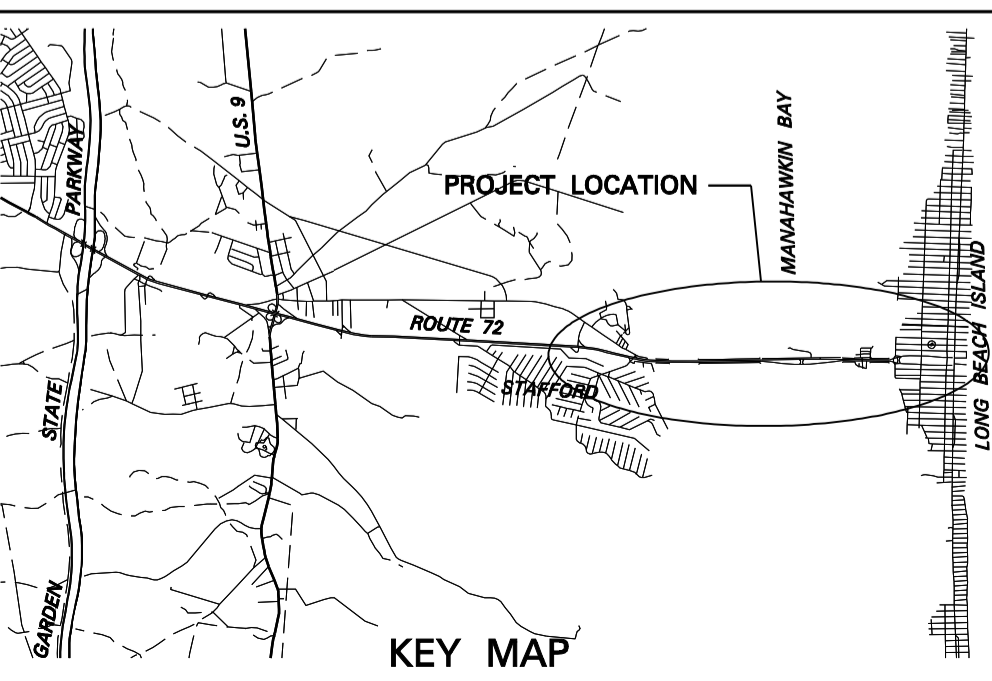 PARKWAY
U.S. 9
PROJECT LOCATION
MANAHAWKIN BAY
ROUTE 72
STAFFORD
LONG BEACH ISLAND
STATE
GARDEN
KEY MAP